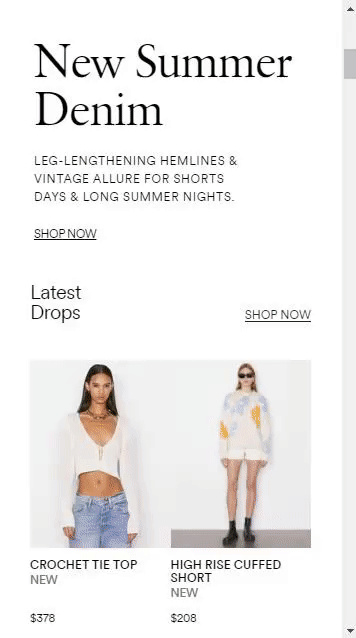 New Summer
Denim
LEG-LENGTHENING HEMLINES &
VINTAGE ALLURE FOR SHORTS
DAYS & LONG SUMMER NIGHTS.
SHOP NOW
Latest
Drops
SHOP NOW
CROCHET TIE TOP
NEW
$378
HIGH RISE CUFFED
SHORT
NEW
$208